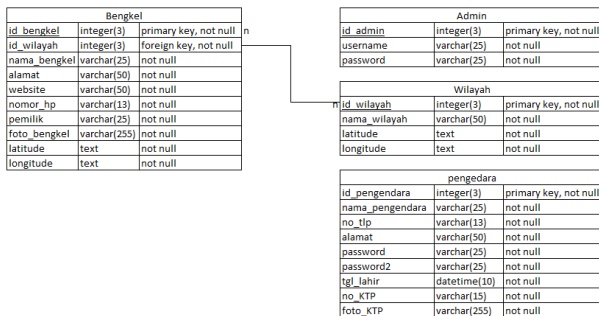 Bengkel
id_bengkel integer(3) primary key, not null n
id_wilayah integer(3) foreign key, not null
nama_bengkel varchar(25) not null
alamat varchar(50) not null
website varchar(50) not null
nomor_hp varchar(13) not null
pemilik varchar(25) not null
foto_bengkel varchar(255) not null
latitude text not null
longitude text not null
Admin
id_admin integer(3) primary key, not null
username varchar(25) not null
password varchar(25) not null
Wilayah
n id_wilayah integer(3) primary key, not null
nama_wilayah varchar(50) not null
latitude text not null
longitude text not null
pengedara
id_pengendara integer(3) primary key, not null
nama_pengendara varchar(25) not null
no_tlp varchar(13) not null
alamat varchar(50) not null
password varchar(25) not null
password2 varchar(25) not null
tgl_lahir datetime(10) not null
no_KTP varchar(15) not null
foto_KTP varchar(255) not null